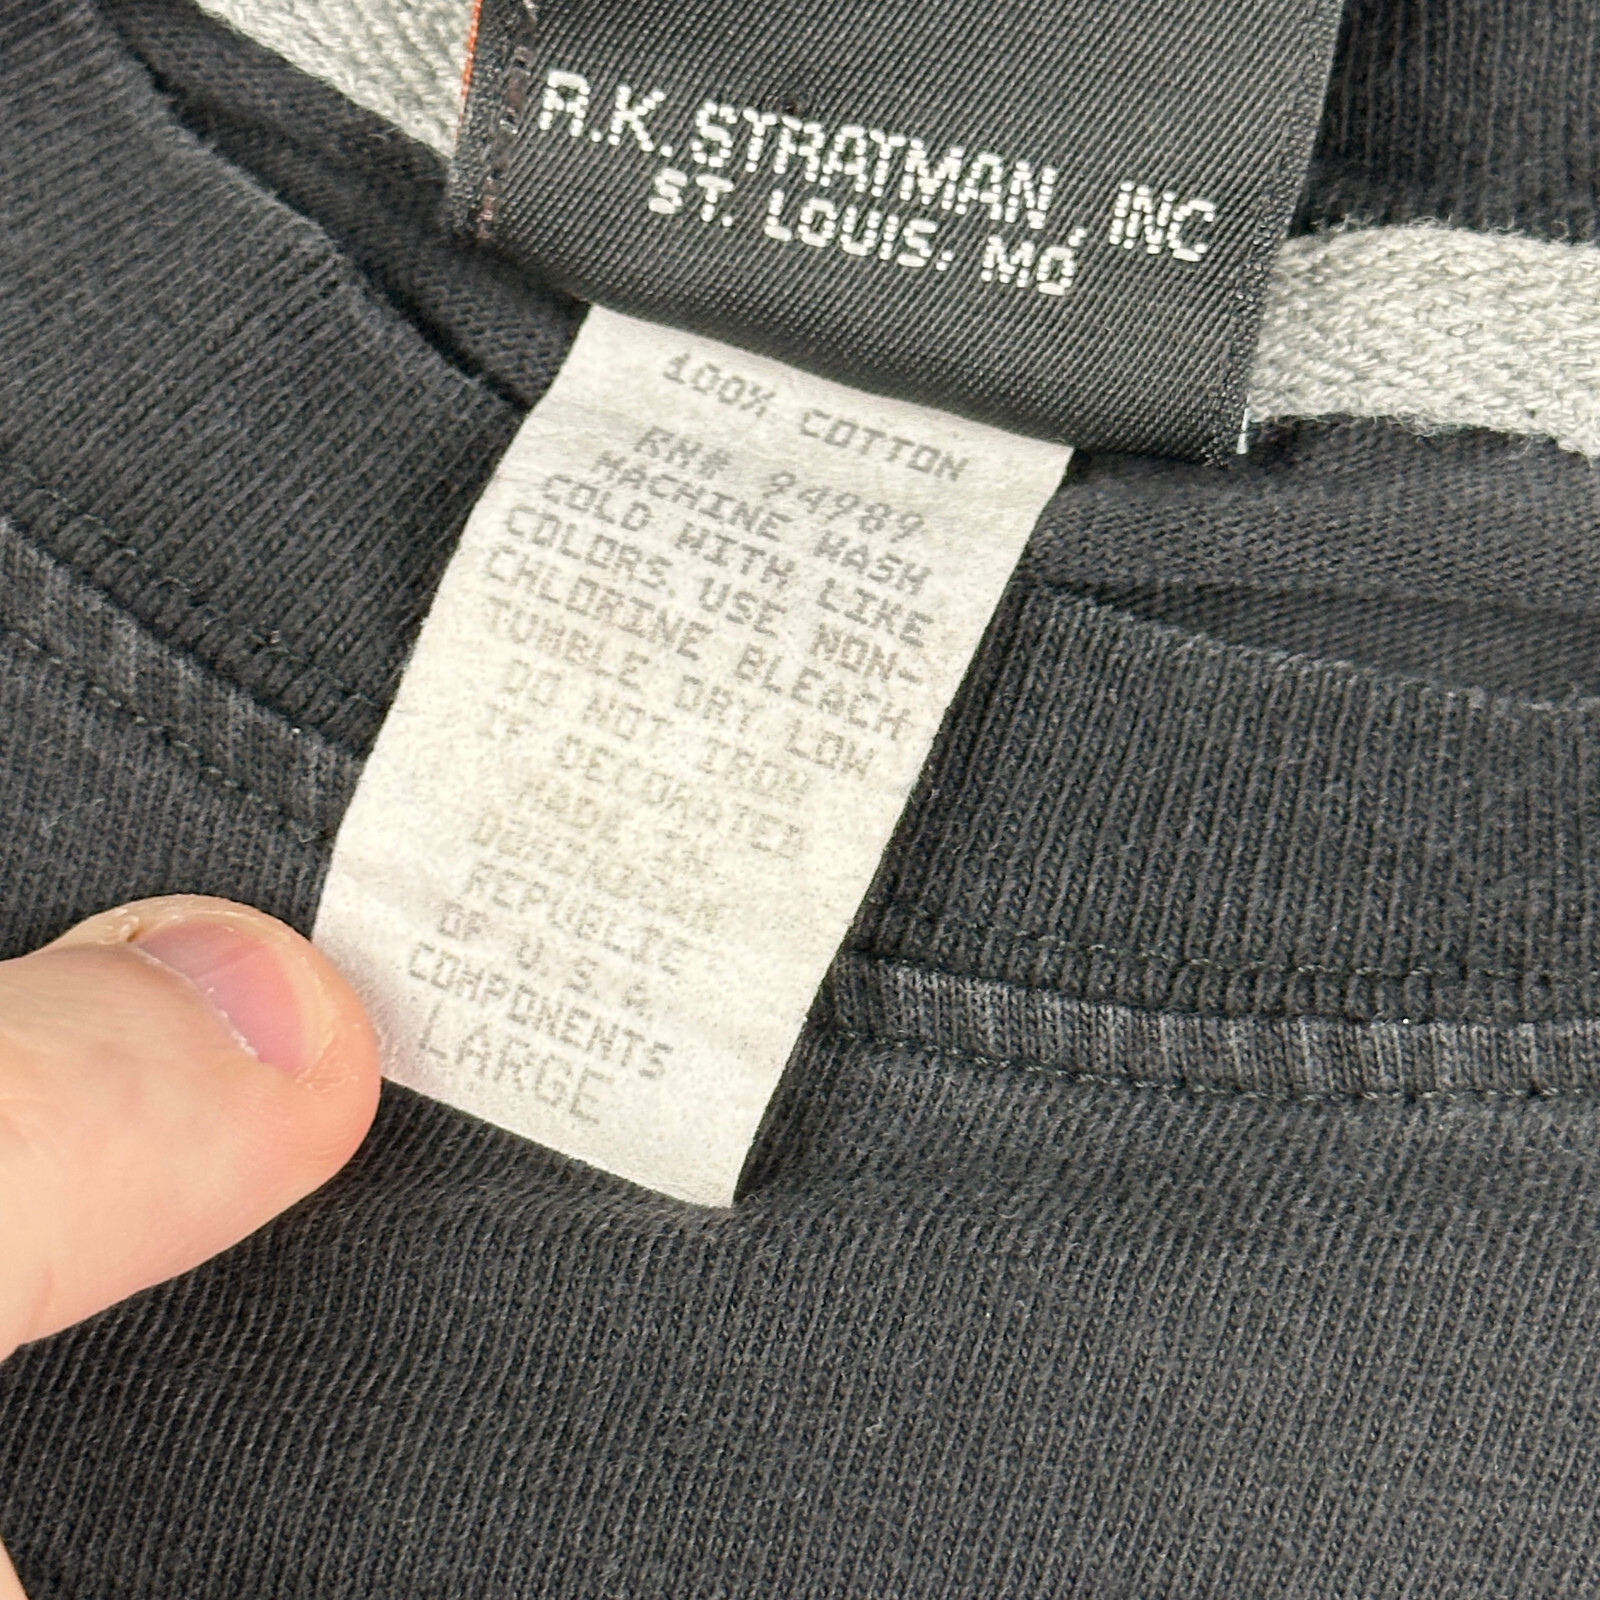 R.K. STRATMAN, INC
ST. LOUIS, MO
100% COTTON
RN# 94989
MACHINE WASH
COLD WITH LIKE
COLORS. USE NON-
CHLORINE BLEACH
TUMBLE DRY LOW
DO NOT IRON
IF DECORATED
MADE IN
DOMINICAN
REPUBLIC
OF U.S.A.
COMPONENTS
LARGE